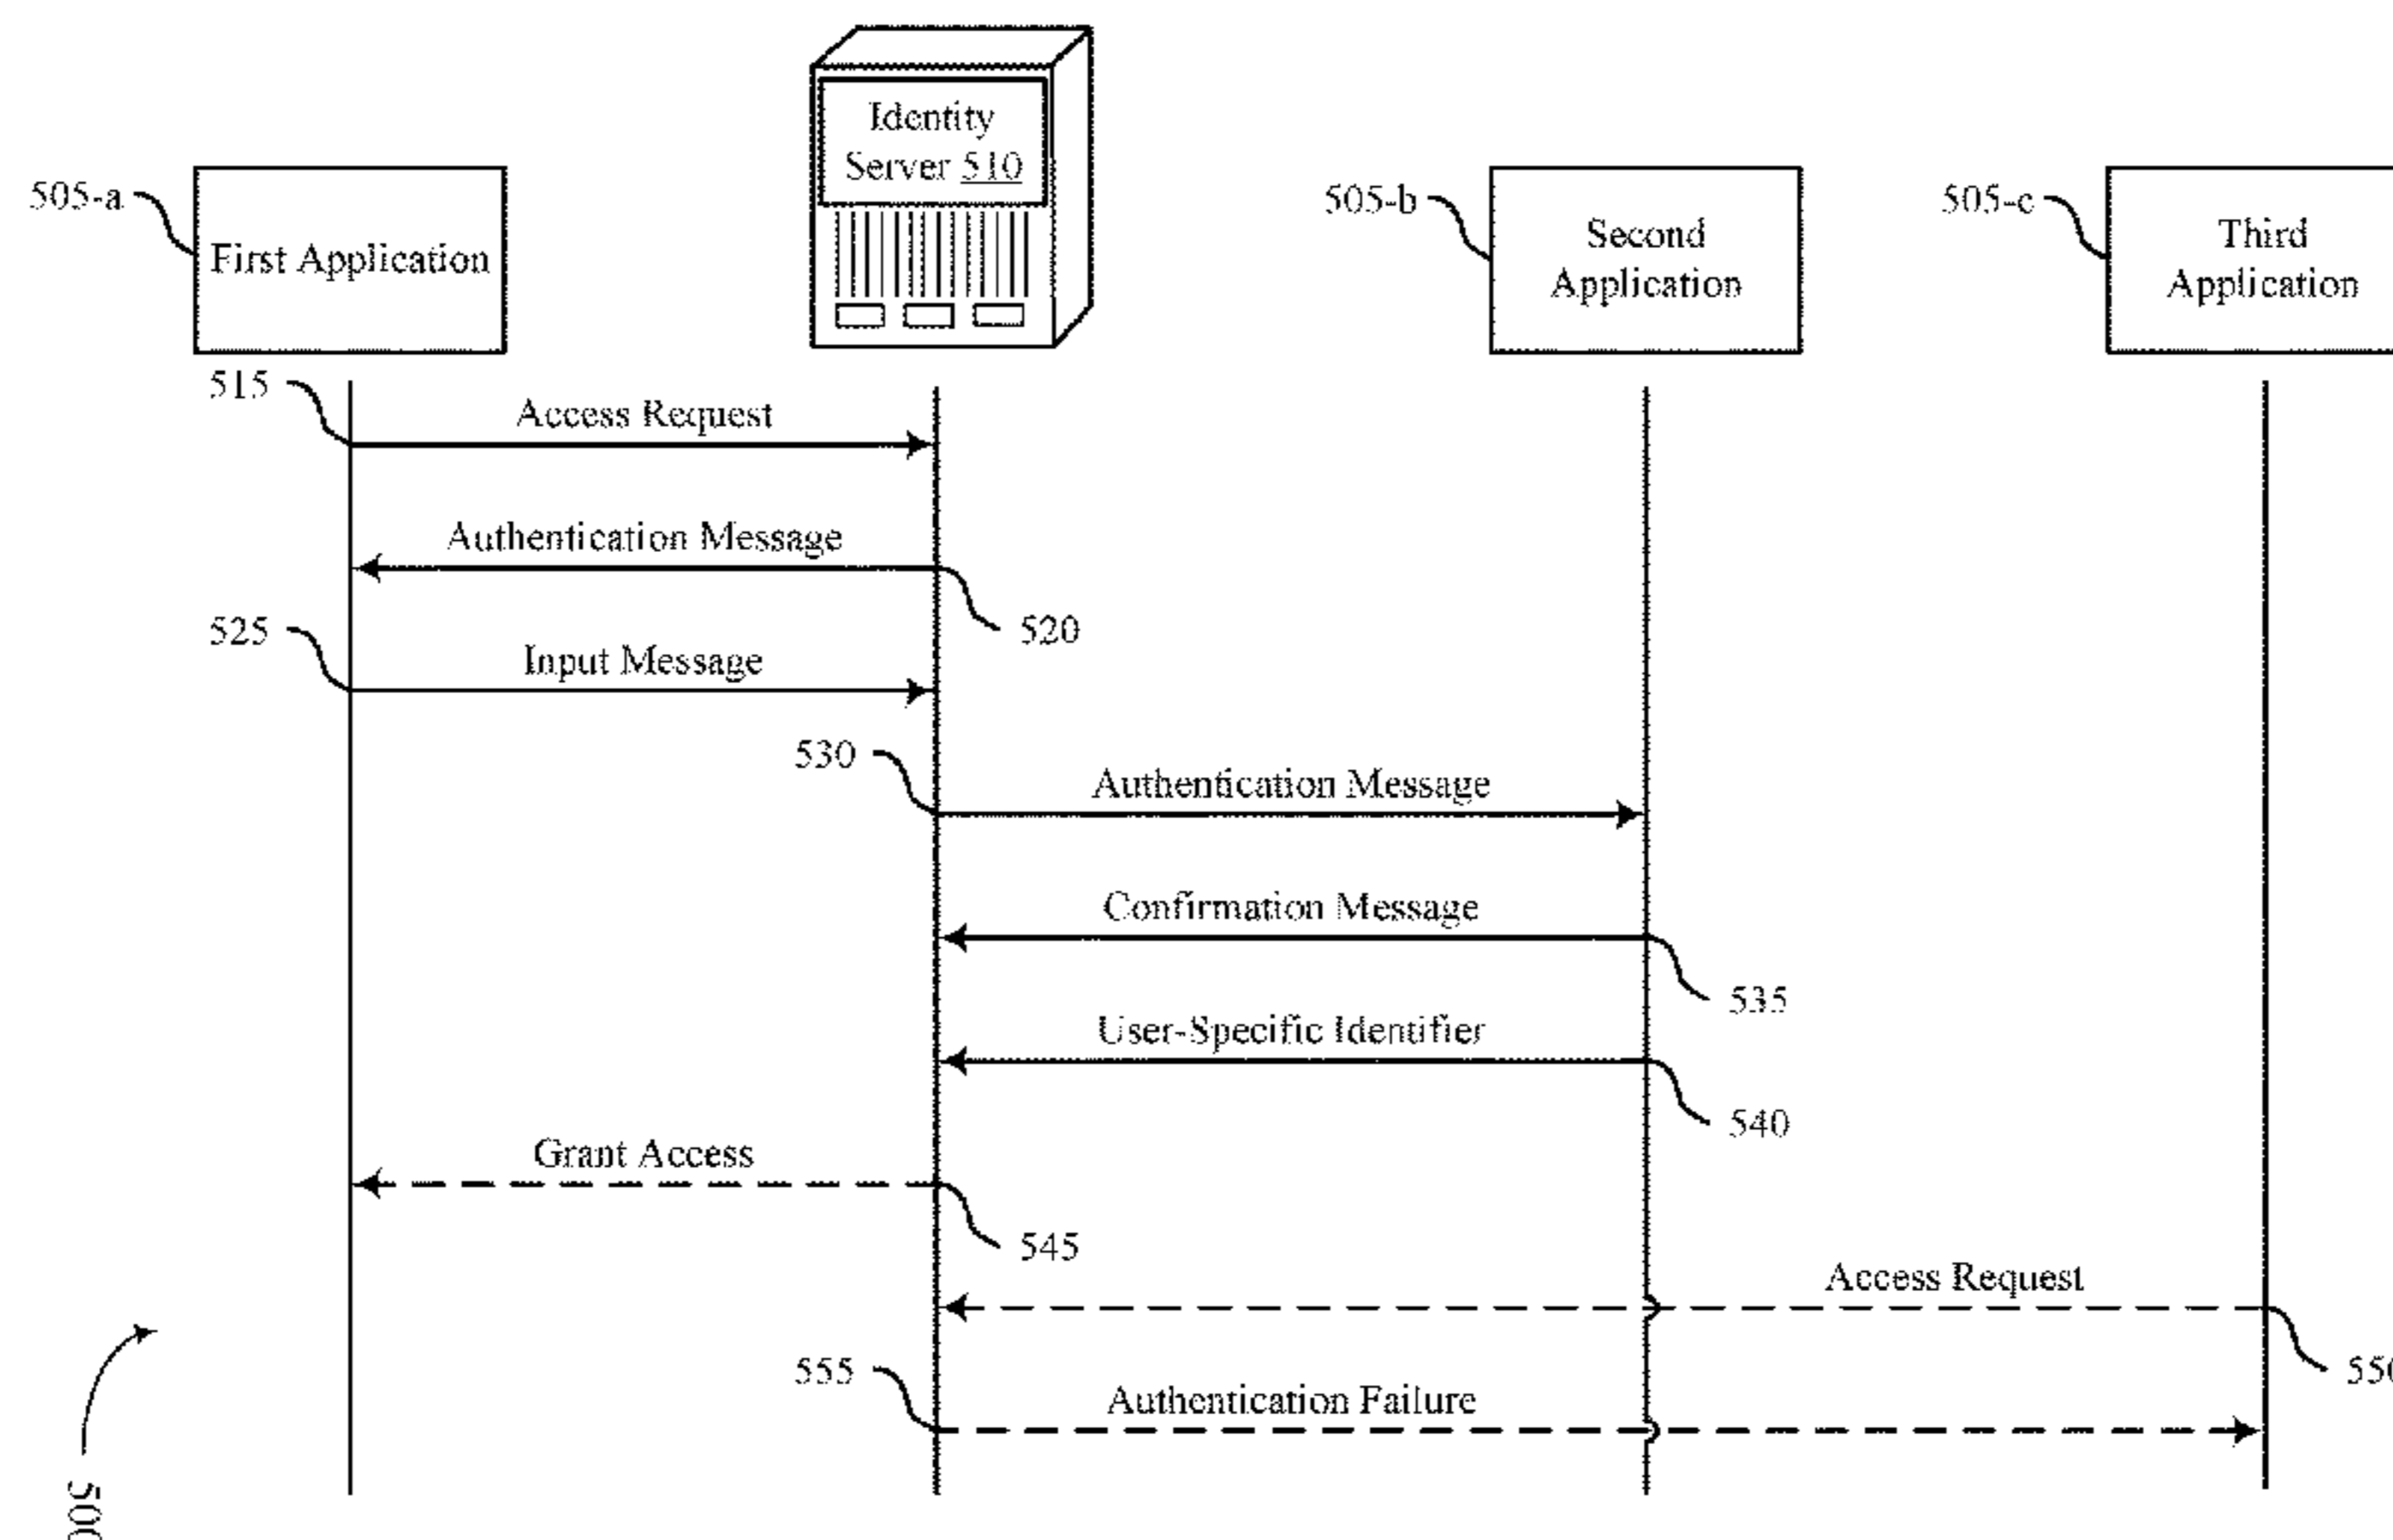 Identity
Server 510
505-a
First Application
505-b
Second
Application
505-c
Third
Application
515
Access Request
Authentication Message
520
525
Input Message
530
Authentication Message
Confirmation Message
535
User-Specific Identifier
540
Grant Access
545
Access Request
555
Authentication Failure